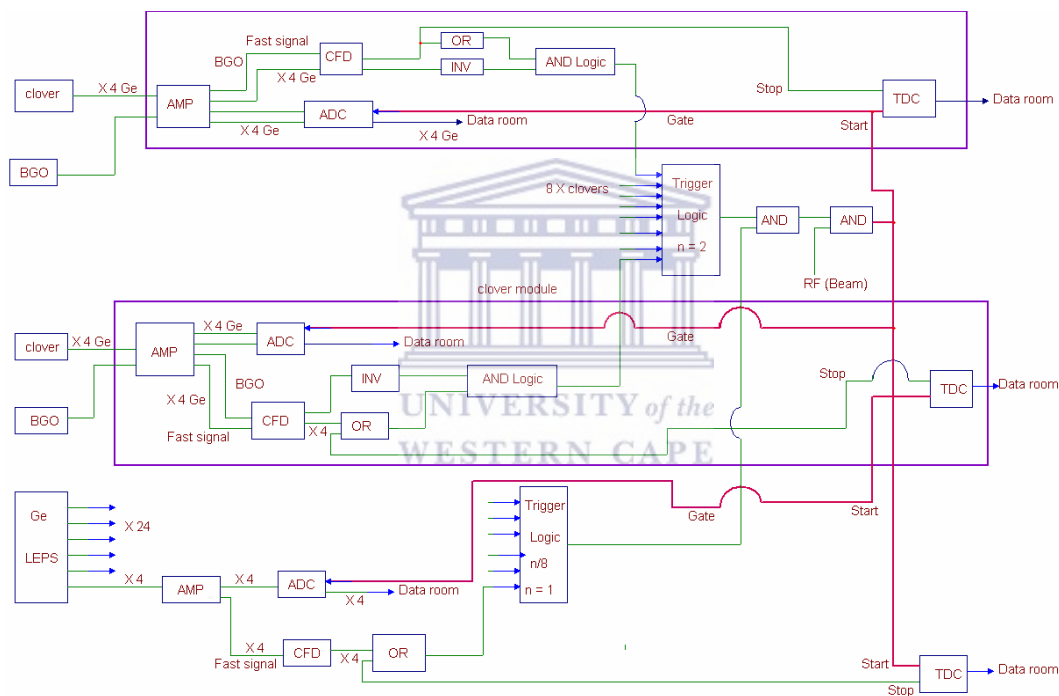 Fast signal
CFD
OR
BGO
X 4 Ge
INV
AND Logic
clover
X 4 Ge
AMP
ADC
X 4 Ge
Data room
X 4 Ge
Gate
Stop
Start
TDC
Data room
BGO
8 X clovers
Trigger
Logic
n = 2
AND
AND
RF (Beam)
clover module
clover
X 4 Ge
AMP
X 4 Ge
ADC
Data room
Gate
BGO
BGO
X 4 Ge
Fast signal
CFD
X 4
INV
OR
AND Logic
Stop
TDC
Data room
UNIVERSITY of the
WESTERN CAPE
Ge
LEPS
X 24
X 4
AMP
X 4
ADC
X 4
Data room
Trigger
Logic
n/8
n = 1
Gate
Start
X 4
Fast signal
CFD
X 4
OR
Start
Stop
TDC
Data room